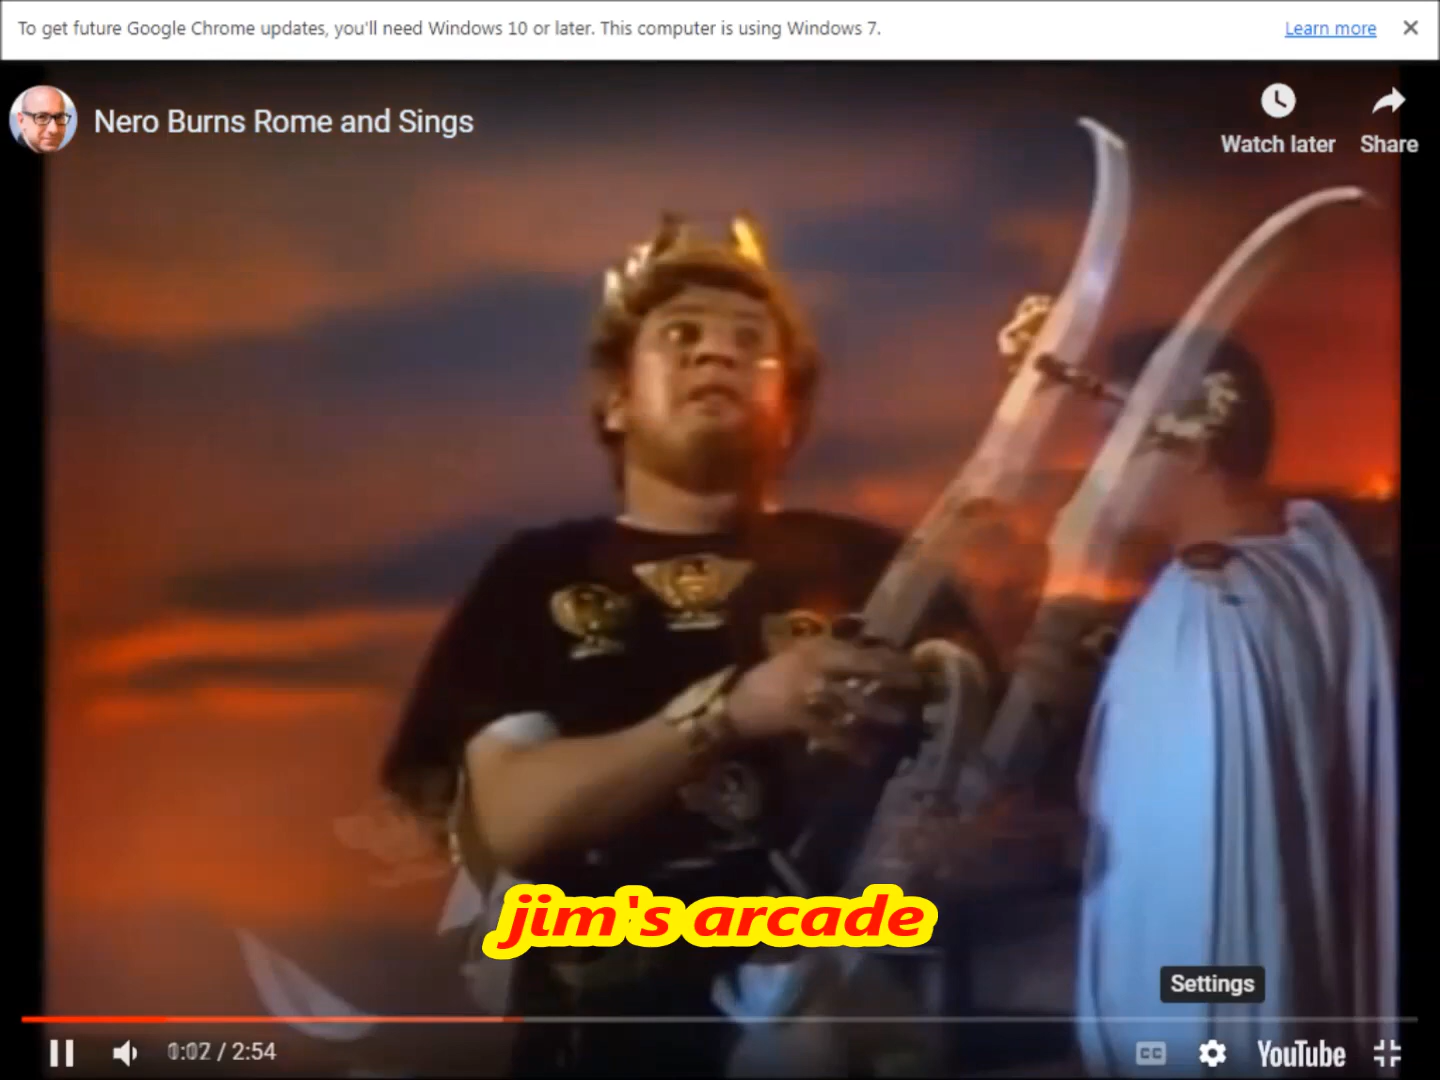 To get future Google Chrome updates, you'll need Windows 10 or later. This computer is using Windows 7.
Learn more
Nero Burns Rome and Sings
Watch later
Share
jim's arcade
Settings
0:02 / 2:54
CC
YouTube